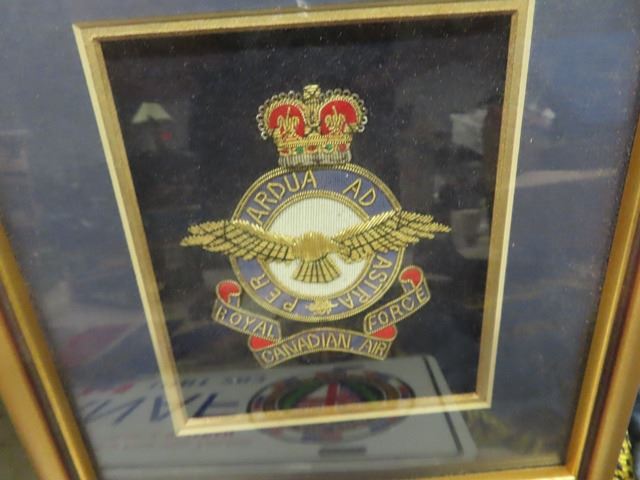 PER ARDUA AD ASTRA
ROYAL CANADIAN AIR FORCE